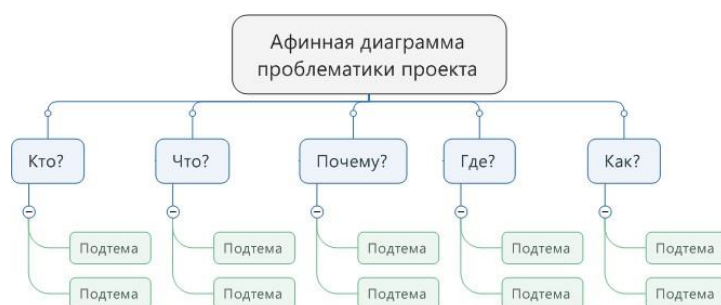 Афинная диаграмма
проблематики проекта
Кто?
Что?
Почему?
Где?
Как?
Подтема
Подтема
Подтема
Подтема
Подтема
Подтема
Подтема
Подтема
Подтема
Подтема